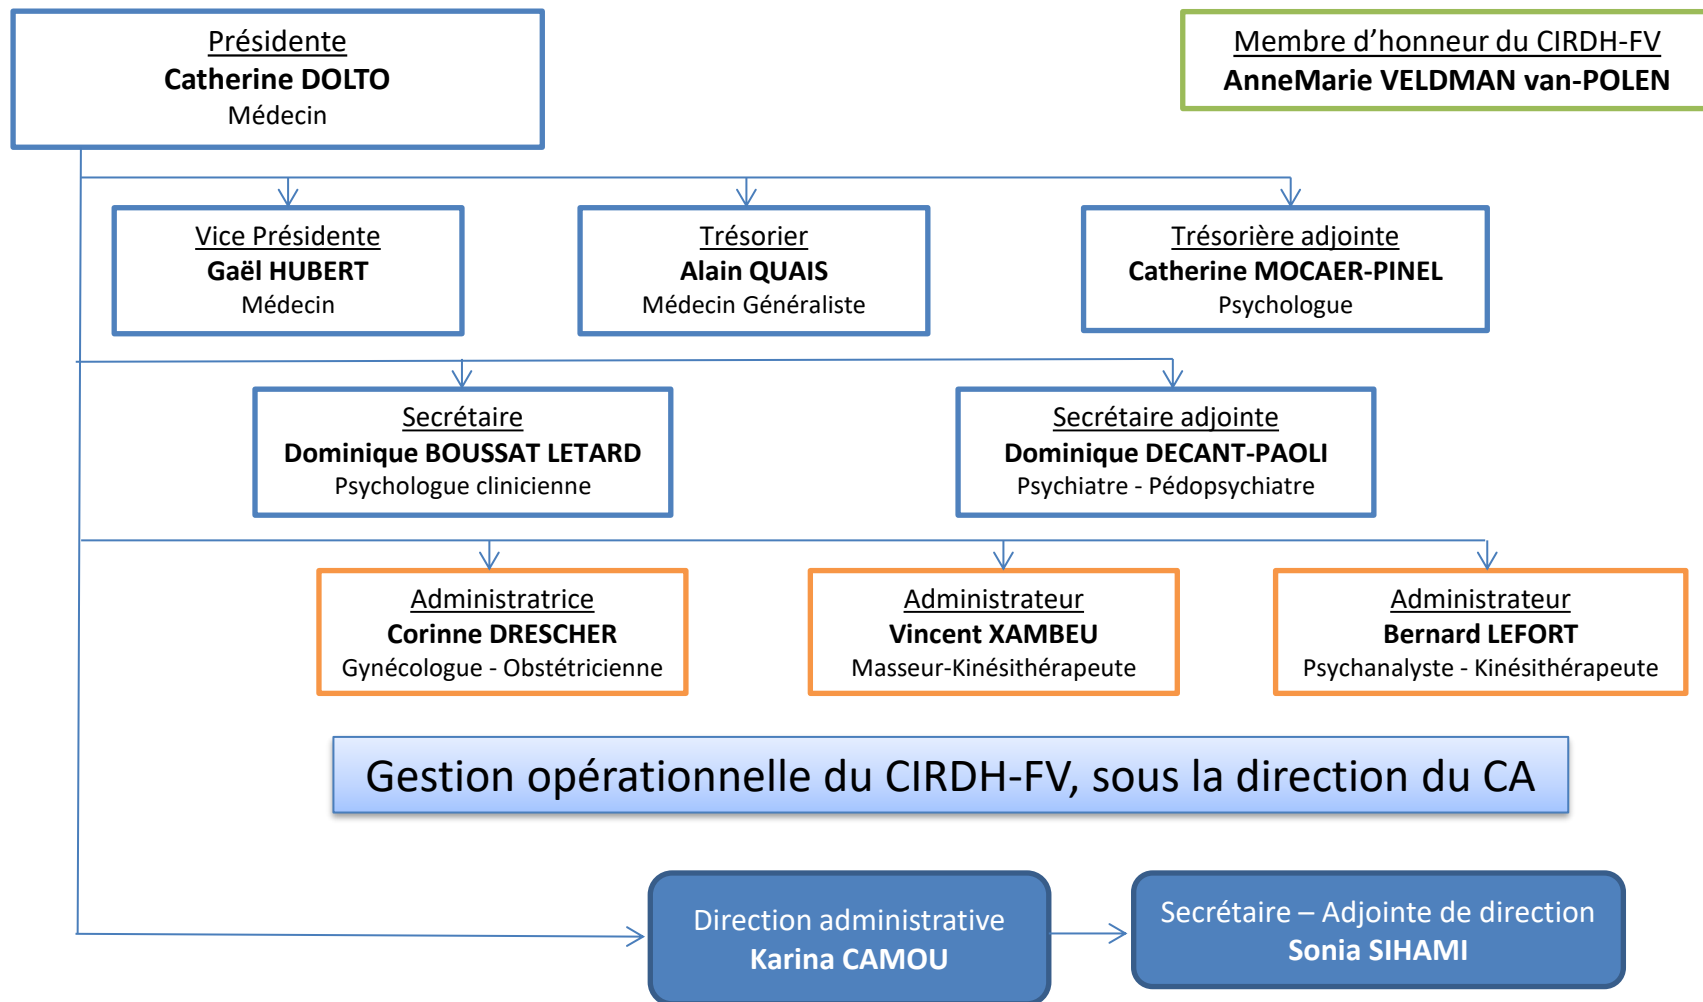 Présidente
Catherine DOLTO
Médecin
Membre d’honneur du CIRDH-FV
AnneMarie VELDMAN van-POLEN
Vice Présidente
Gaël HUBERT
Médecin
Trésorier
Alain QUAIS
Médecin Généraliste
Trésorière adjointe
Catherine MOCAER-PINEL
Psychologue
Secrétaire
Dominique BOUSSAT LETARD
Psychologue clinicienne
Secrétaire adjointe
Dominique DECANT-PAOLI
Psychiatre - Pédopsychiatre
Administratrice
Corinne DRESCHER
Gynécologue - Obstétricienne
Administrateur
Vincent XAMBEU
Masseur-Kinésithérapeute
Administrateur
Bernard LEFORT
Psychanalyste - Kinésithérapeute
Gestion opérationnelle du CIRDH-FV, sous la direction du CA
Direction administrative
Karina CAMOU
Secrétaire – Adjointe de direction
Sonia SIHAMI